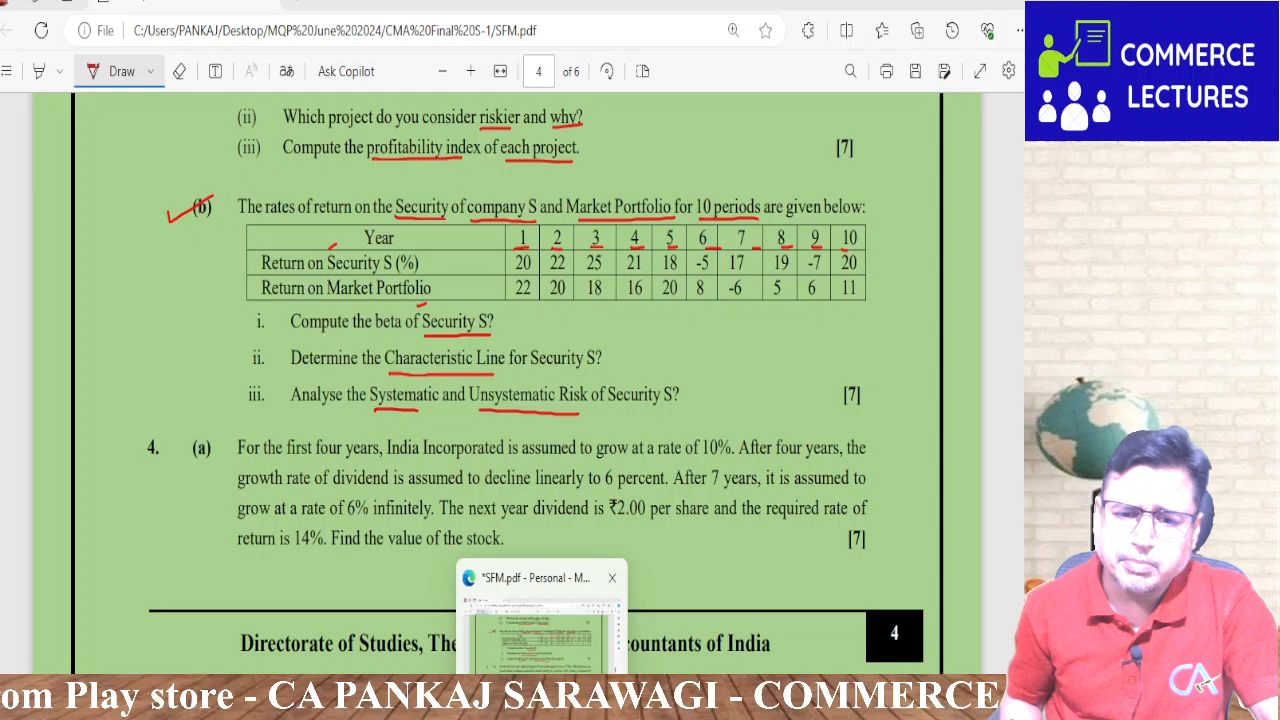 File C:/Users/PANKAJ/Desktop/MQP%20June%202024/CMA%20Final%20S-1/SFM.pdf
Draw Ask Copilot 4 of 6
COMMERCE
LECTURES
(ii) Which project do you consider riskier and why?
(iii) Compute the profitability index of each project. [7]
(b) The rates of return on the Security of company S and Market Portfolio for 10 periods are given below:
Year 1 2 3 4 5 6 7 8 9 10
Return on Security S (%) 20 22 25 21 18 -5 17 19 -7 20
Return on Market Portfolio 22 20 18 16 20 8 -6 5 6 11
i. Compute the beta of Security S?
ii. Determine the Characteristic Line for Security S?
iii. Analyse the Systematic and Unsystematic Risk of Security S? [7]
4. (a) For the first four years, India Incorporated is assumed to grow at a rate of 10%. After four years, the
growth rate of dividend is assumed to decline linearly to 6 percent. After 7 years, it is assumed to
grow at a rate of 6% infinitely. The next year dividend is ₹2.00 per share and the required rate of
return is 14%. Find the value of the stock. [7]
*SFM.pdf - Personal - M...
Directorate of Studies, The ountants of India 4
om Play store - CA PANKAJ SARAWAGI - COMMERCE
CA